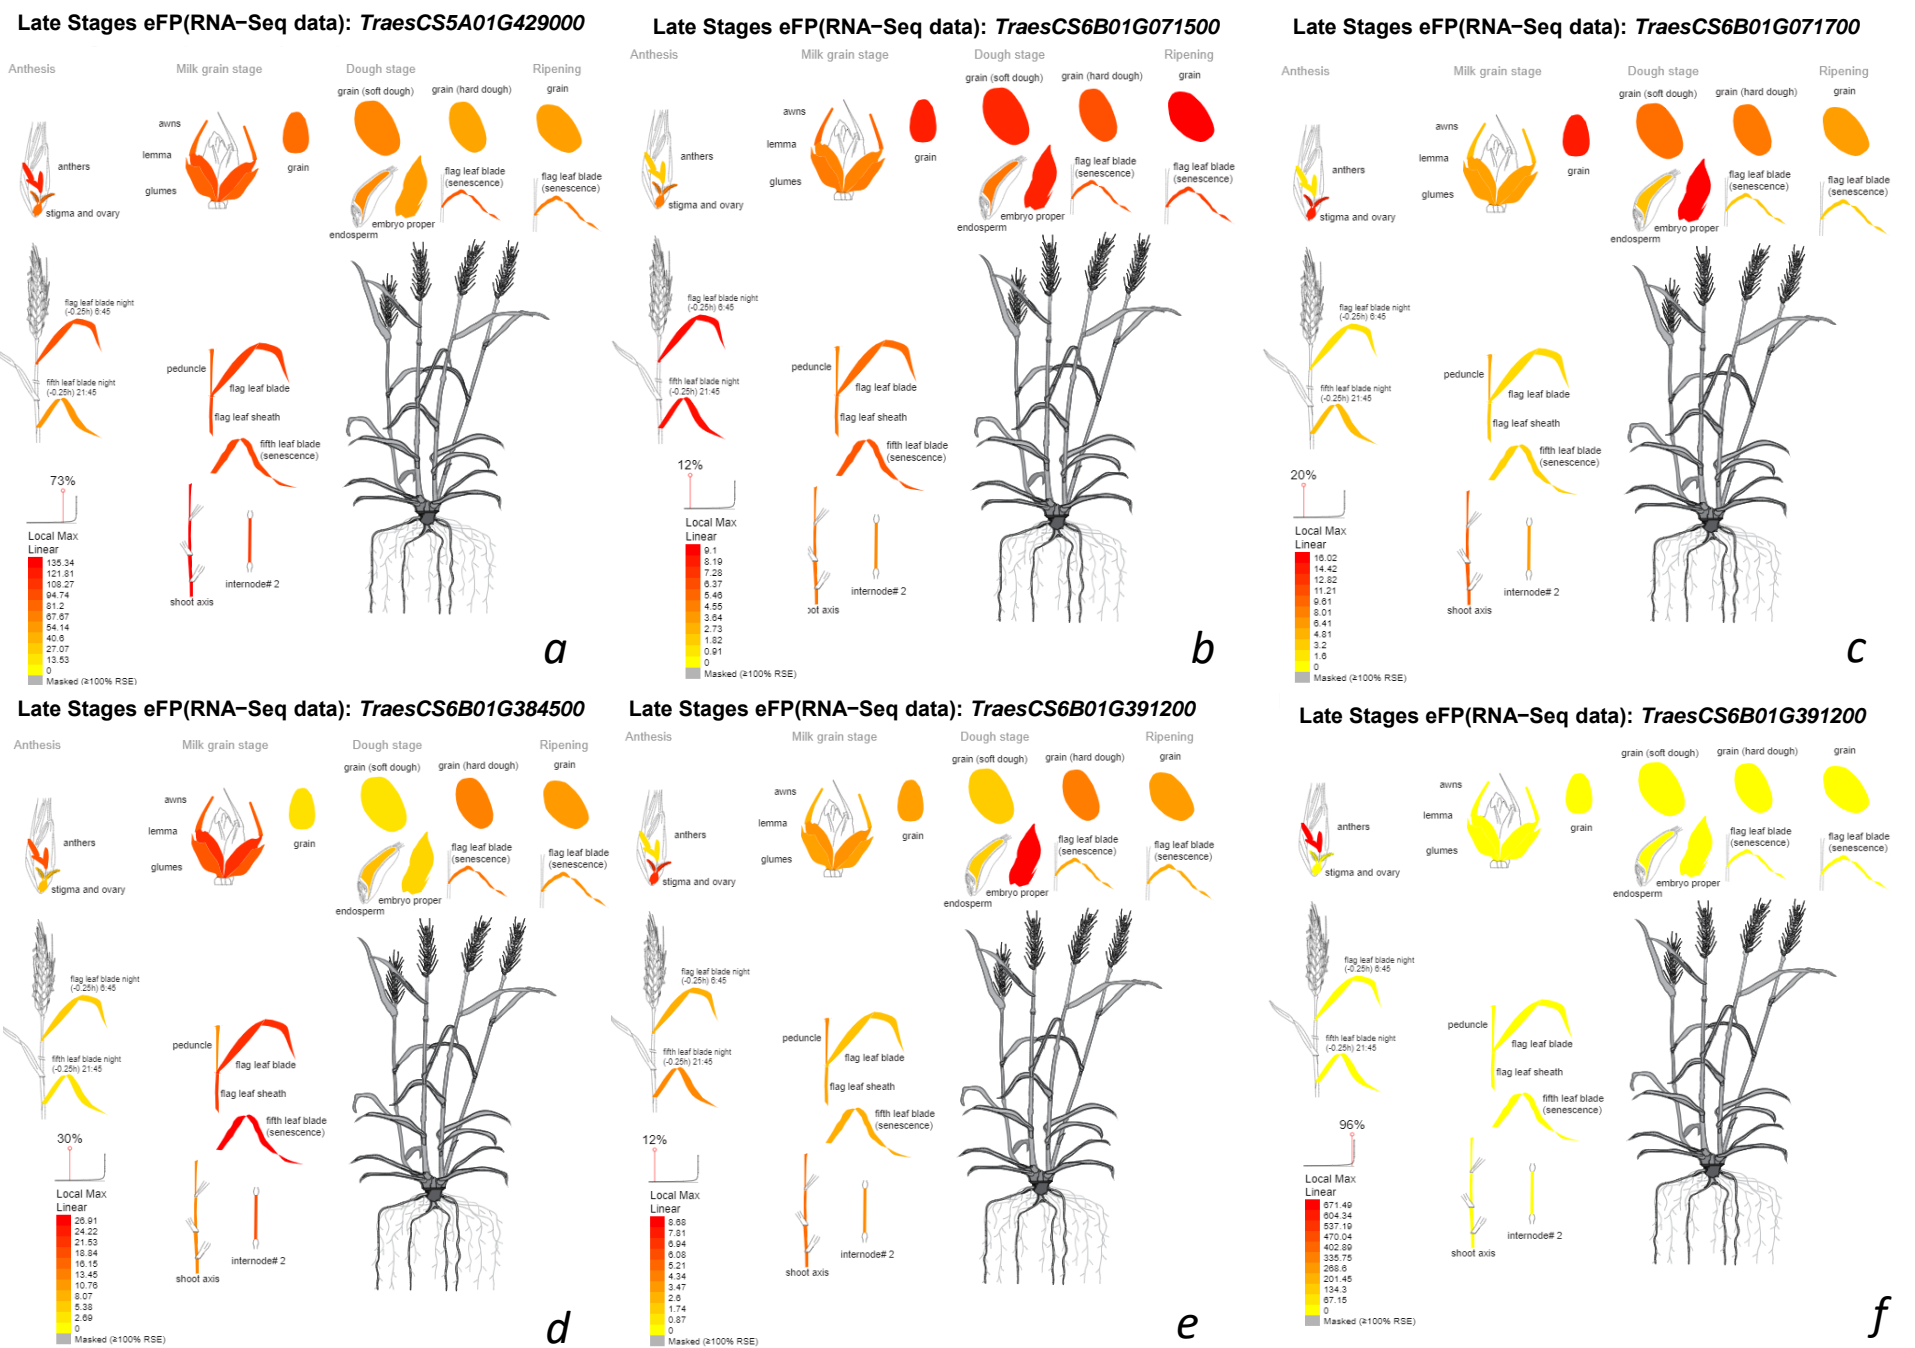 Late Stages eFP(RNA−Seq data): TraesCS5A01G429000
Anthesis
Milk grain stage
Dough stage
Ripening
grain (soft dough)
grain (hard dough)
grain
awns
lemma
glumes
grain
anthers
stigma and ovary
flag leaf blade
(senescence)
flag leaf blade
(senescence)
embryo proper
endosperm
flag leaf blade night
(-0.25h) 6:45
fifth leaf blade night
(-0.25h) 21:45
peduncle
flag leaf blade
flag leaf sheath
fifth leaf blade
(senescence)
73%
Local Max
Linear
135.34
121.81
108.27
94.74
81.2
67.67
54.14
40.6
27.07
13.53
0
Masked (≥100% RSE)
internode# 2
shoot axis
a
Late Stages eFP(RNA−Seq data): TraesCS6B01G071500
Anthesis
Milk grain stage
Dough stage
Ripening
grain (soft dough)
grain (hard dough)
grain
awns
lemma
glumes
grain
anthers
stigma and ovary
flag leaf blade
(senescence)
flag leaf blade
(senescence)
embryo proper
endosperm
flag leaf blade night
(-0.25h) 6:45
fifth leaf blade night
(-0.25h) 21:45
peduncle
flag leaf blade
flag leaf sheath
fifth leaf blade
(senescence)
12%
Local Max
Linear
9.1
8.19
7.28
6.37
5.46
4.55
3.64
2.73
1.82
0.91
0
Masked (≥100% RSE)
internode# 2
oot axis
b
Late Stages eFP(RNA−Seq data): TraesCS6B01G071700
Anthesis
Milk grain stage
Dough stage
Ripening
grain (soft dough)
grain (hard dough)
grain
awns
lemma
glumes
grain
anthers
stigma and ovary
flag leaf blade
(senescence)
flag leaf blade
(senescence)
embryo proper
endosperm
flag leaf blade night
(-0.25h) 6:45
fifth leaf blade night
(-0.25h) 21:45
peduncle
flag leaf blade
flag leaf sheath
fifth leaf blade
(senescence)
20%
Local Max
Linear
16.02
14.42
12.82
11.21
9.61
8.01
6.41
4.81
3.2
1.6
0
Masked (≥100% RSE)
internode# 2
shoot axis
c
Late Stages eFP(RNA−Seq data): TraesCS6B01G384500
Anthesis
Milk grain stage
Dough stage
Ripening
grain (soft dough)
grain (hard dough)
grain
awns
lemma
glumes
grain
anthers
stigma and ovary
flag leaf blade
(senescence)
flag leaf blade
(senescence)
embryo proper
endosperm
flag leaf blade night
(-0.25h) 6:45
fifth leaf blade night
(-0.25h) 21:45
peduncle
flag leaf blade
flag leaf sheath
fifth leaf blade
(senescence)
30%
Local Max
Linear
26.91
24.22
21.53
18.84
16.15
13.45
10.76
8.07
5.38
2.69
0
Masked (≥100% RSE)
internode# 2
shoot axis
d
Late Stages eFP(RNA−Seq data): TraesCS6B01G391200
Anthesis
Milk grain stage
Dough stage
Ripening
grain (soft dough)
grain (hard dough)
grain
awns
lemma
glumes
grain
anthers
stigma and ovary
flag leaf blade
(senescence)
flag leaf blade
(senescence)
embryo proper
endosperm
flag leaf blade night
(-0.25h) 6:45
fifth leaf blade night
(-0.25h) 21:45
peduncle
flag leaf blade
flag leaf sheath
fifth leaf blade
(senescence)
12%
Local Max
Linear
8.68
7.81
6.94
6.08
5.21
4.34
3.47
2.6
1.74
0.87
0
Masked (≥100% RSE)
internode# 2
shoot axis
e
Late Stages eFP(RNA−Seq data): TraesCS6B01G391200
Anthesis
Milk grain stage
Dough stage
Ripening
grain (soft dough)
grain (hard dough)
grain
awns
lemma
glumes
grain
anthers
stigma and ovary
flag leaf blade
(senescence)
flag leaf blade
(senescence)
embryo proper
endosperm
flag leaf blade night
(-0.25h) 6:45
fifth leaf blade night
(-0.25h) 21:45
peduncle
flag leaf blade
flag leaf sheath
fifth leaf blade
(senescence)
96%
Local Max
Linear
671.49
604.34
537.19
470.04
402.89
335.75
268.6
201.45
134.3
67.15
0
Masked (≥100% RSE)
internode# 2
shoot axis
f